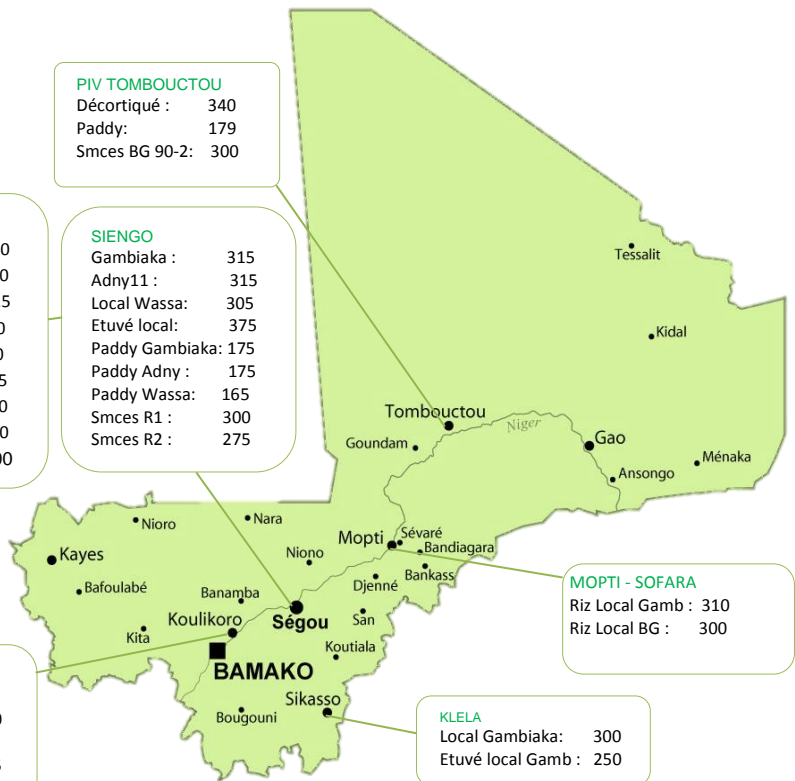 PIV TOMBOUCTOU
Décortiqué : 340
Paddy: 179
Smces BG 90-2: 300
SIENGO
Gambiaka : 315
Adny11 : 315
Local Wassa: 305
Etuvé local: 375
Paddy Gambiaka: 175
Paddy Adny : 175
Paddy Wassa: 165
Smces R1 : 300
Smces R2 : 275
Tessalit
Kidal
Tombouctou
Niger
Goundam
Gao
Ménaka
Ansongo
Nioro
Nara
Mopti
Sévaré
Bandiagara
Kayes
Niono
Bankass
Bafoulabé
Banamba
Djenné
Koulikoro
Ségou
San
Kita
Koutiala
BAMAKO
Sikasso
Bougouni
MOPTI - SOFARA
Riz Local Gamb : 310
Riz Local BG : 300
KLELA
Local Gambiaka: 300
Etuvé local Gamb : 250